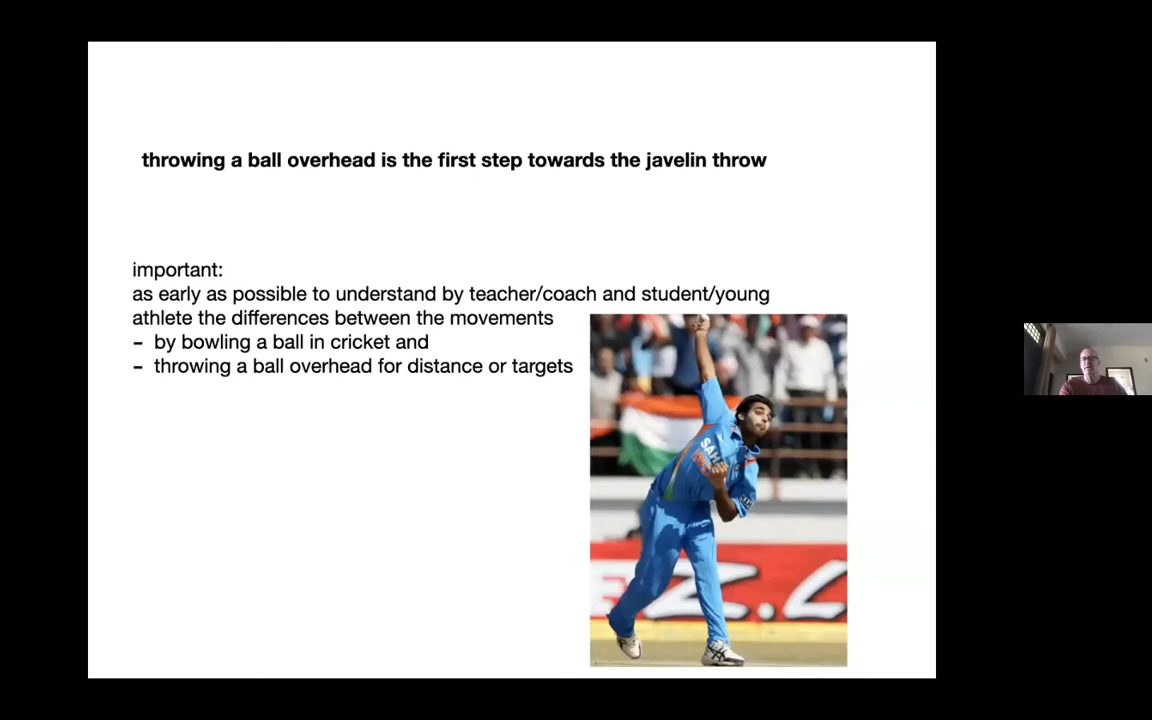 throwing a ball overhead is the first step towards the javelin throw
important:
as early as possible to understand by teacher/coach and student/young
athlete the differences between the movements
– by bowling a ball in cricket and
– throwing a ball overhead for distance or targets